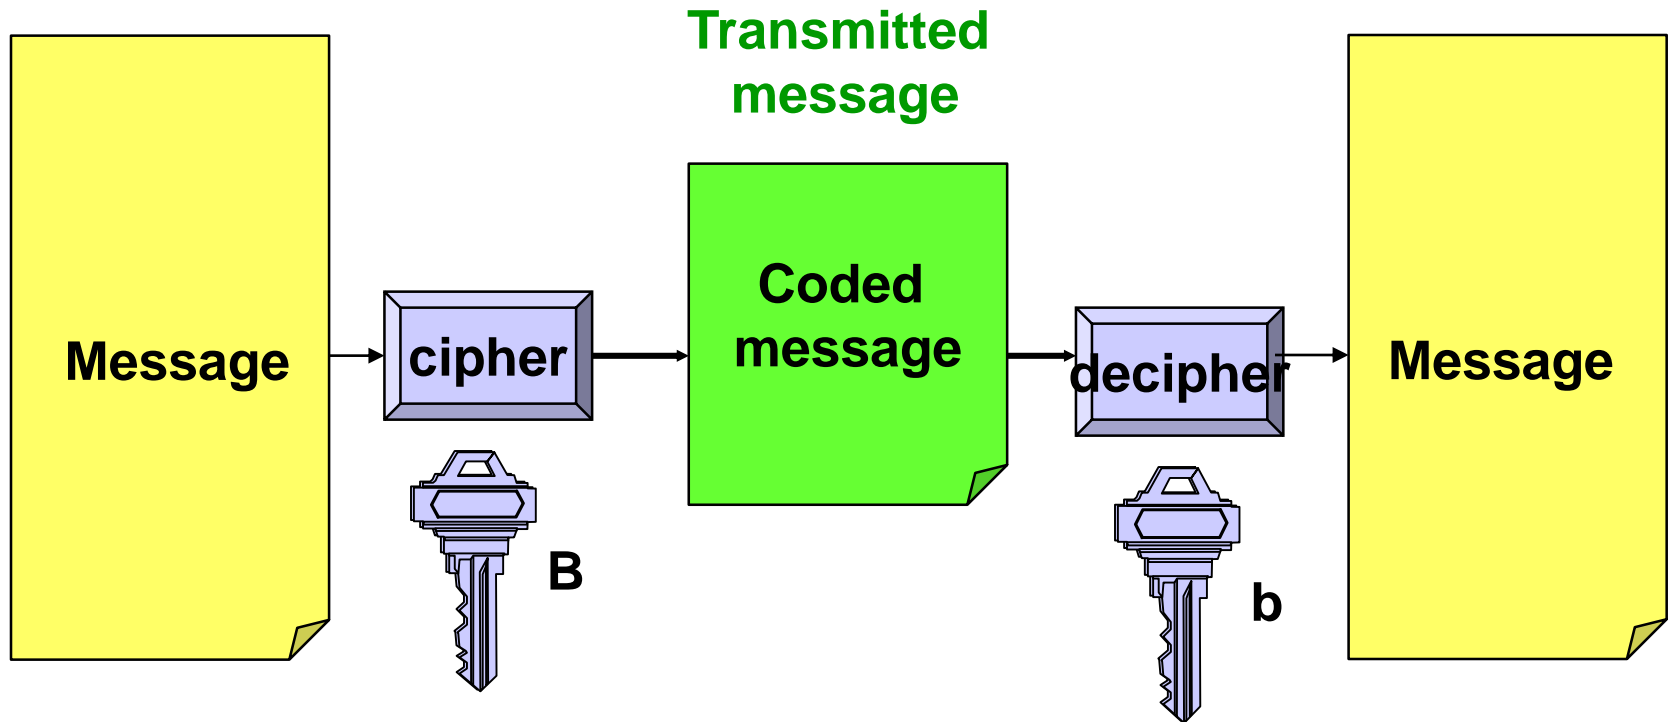 Transmitted
message
Message
cipher
Coded
message
decipher
Message
B
b